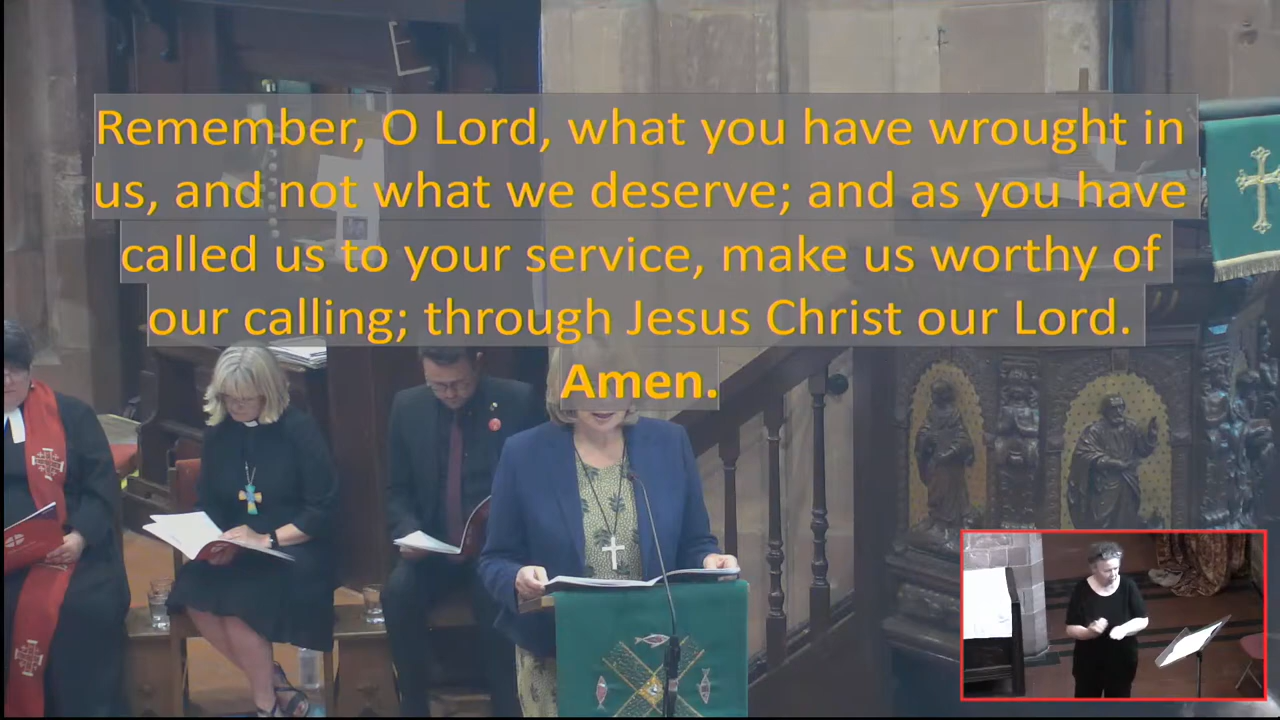 Remember, O Lord, what you have wrought in
us, and not what we deserve; and as you have
called us to your service, make us worthy of
our calling; through Jesus Christ our Lord.
Amen.